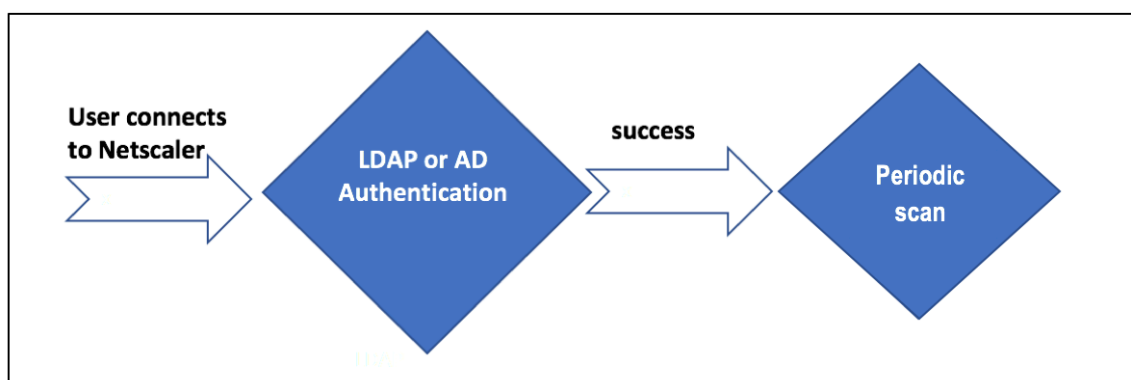 User connects
to Netscaler
LDAP or AD
Authentication
success
Periodic
scan